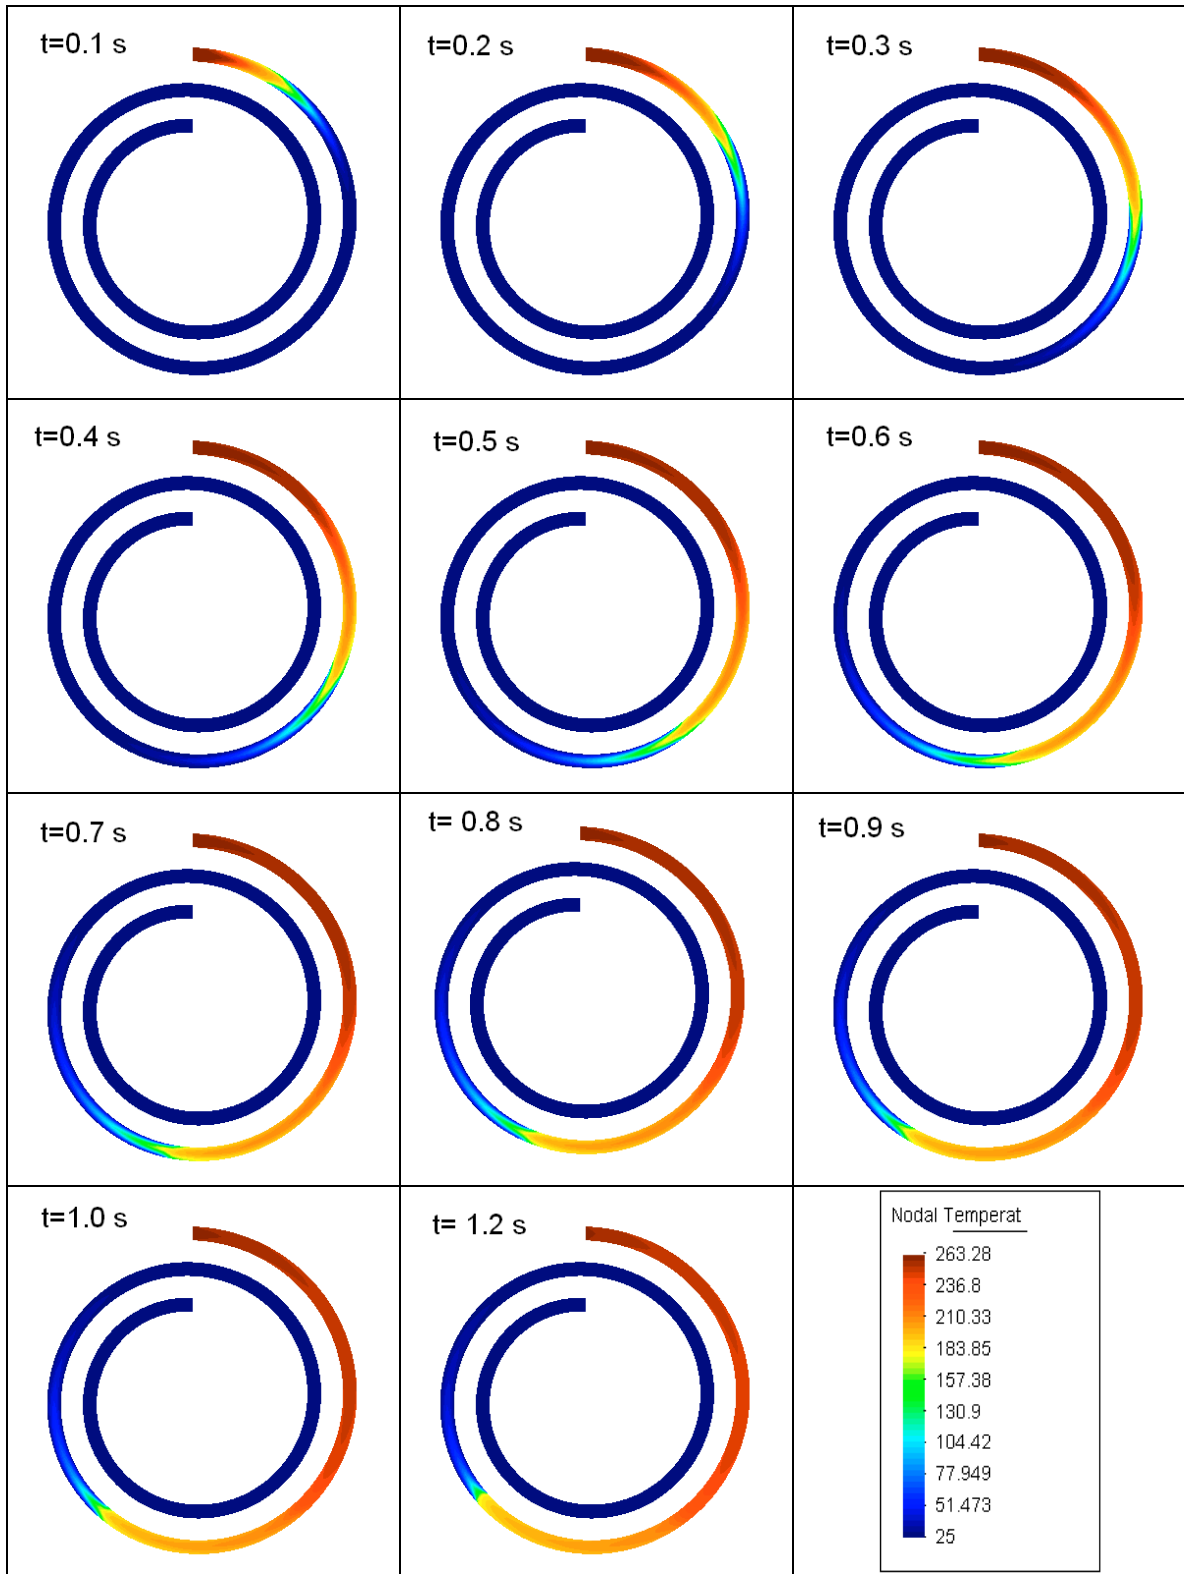 t=0.1 s
t=0.2 s
t=0.3 s
t=0.4 s
t=0.5 s
t=0.6 s
t=0.7 s
t= 0.8 s
t=0.9 s
t=1.0 s
t= 1.2 s
Nodal Temperat
263.28
236.8
210.33
183.85
157.38
130.9
104.42
77.949
51.473
25